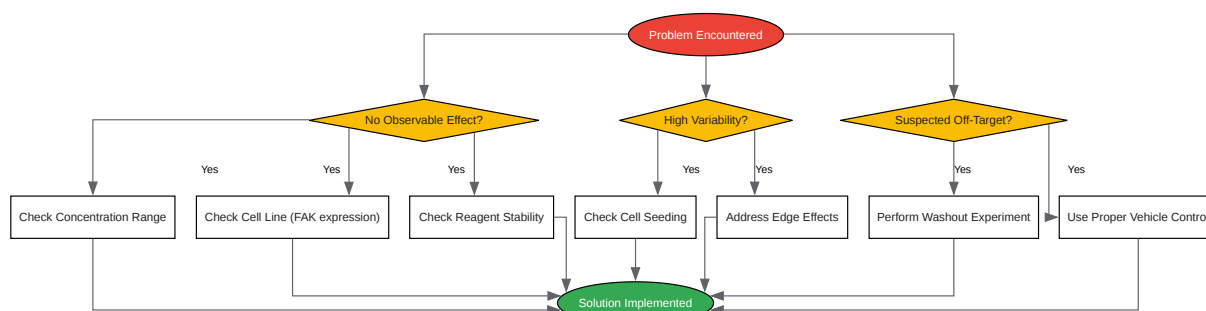 Problem Encountered
No Observable Effect?
High Variability?
Suspected Off-Target?
Yes
Yes
Yes
Yes
Yes
Yes
Yes
Check Concentration Range
Check Cell Line (FAK expression)
Check Reagent Stability
Check Cell Seeding
Address Edge Effects
Perform Washout Experiment
Use Proper Vehicle Contro
Solution Implemented